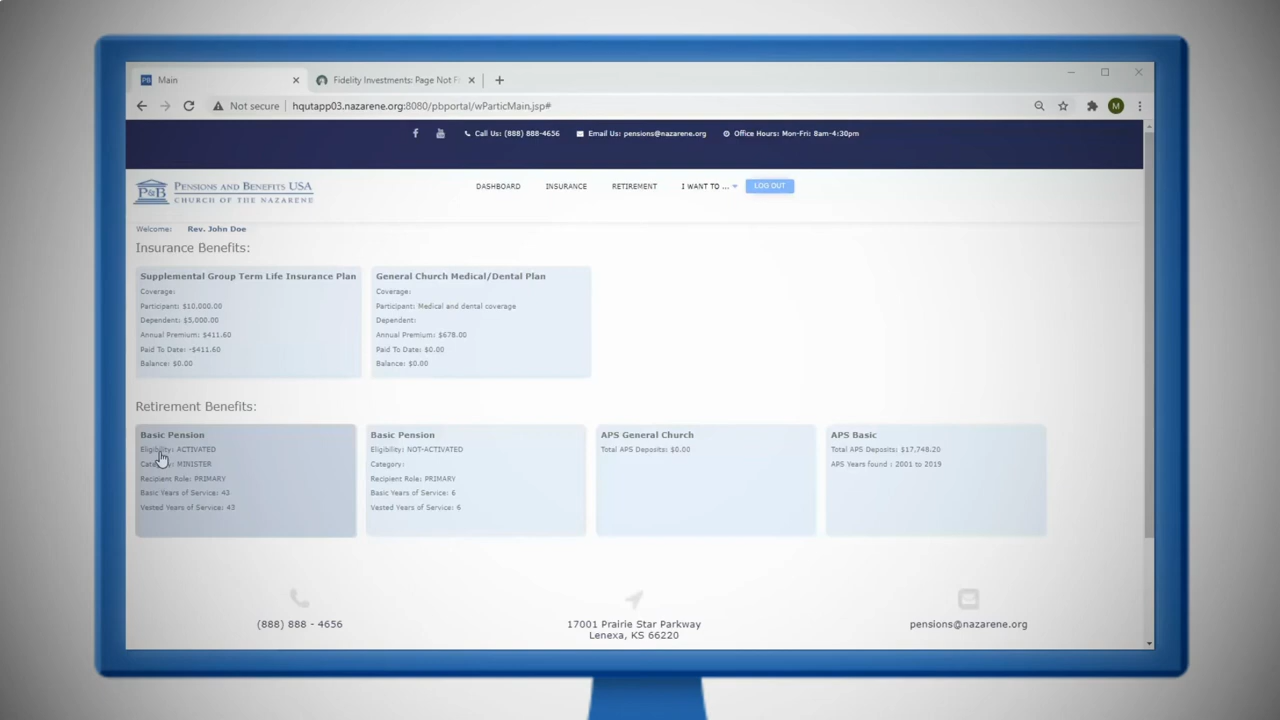 Main
Fidelity Investments: Page Not F
Not secure
hqutapp03.nazarene.org:8080/pbportal/wParticMain.jsp#
M
Call Us: (888) 888-4656
Email Us: pensions@nazarene.org
Office Hours: Mon-Fri: 8am-4:30pm
P&B
PENSIONS AND BENEFITS USA
CHURCH OF THE NAZARENE
DASHBOARD
INSURANCE
RETIREMENT
I WANT TO ...
LOG OUT
Welcome: Rev. John Doe
Insurance Benefits:
Supplemental Group Term Life Insurance Plan
Coverage:
Participant: $10,000.00
Dependent: $5,000.00
Annual Premium: $411.60
Paid To Date: -$411.60
Balance: $0.00
General Church Medical/Dental Plan
Coverage:
Participant: Medical and dental coverage
Dependent:
Annual Premium: $678.00
Paid To Date: $0.00
Balance: $0.00
Retirement Benefits:
Basic Pension
Eligibility: ACTIVATED
MINISTER
Recipient Role: PRIMARY
Basic Years of Service: 43
Vested Years of Service: 43
Basic Pension
Eligibility: NOT-ACTIVATED
Category:
Recipient Role: PRIMARY
Basic Years of Service: 6
Vested Years of Service: 6
APS General Church
Total APS Deposits: $0.00
APS Basic
Total APS Deposits: $17,748.20
APS Years found : 2001 to 2019
(888) 888 - 4656
17001 Prairie Star Parkway
Lenexa, KS 66220
pensions@nazarene.org